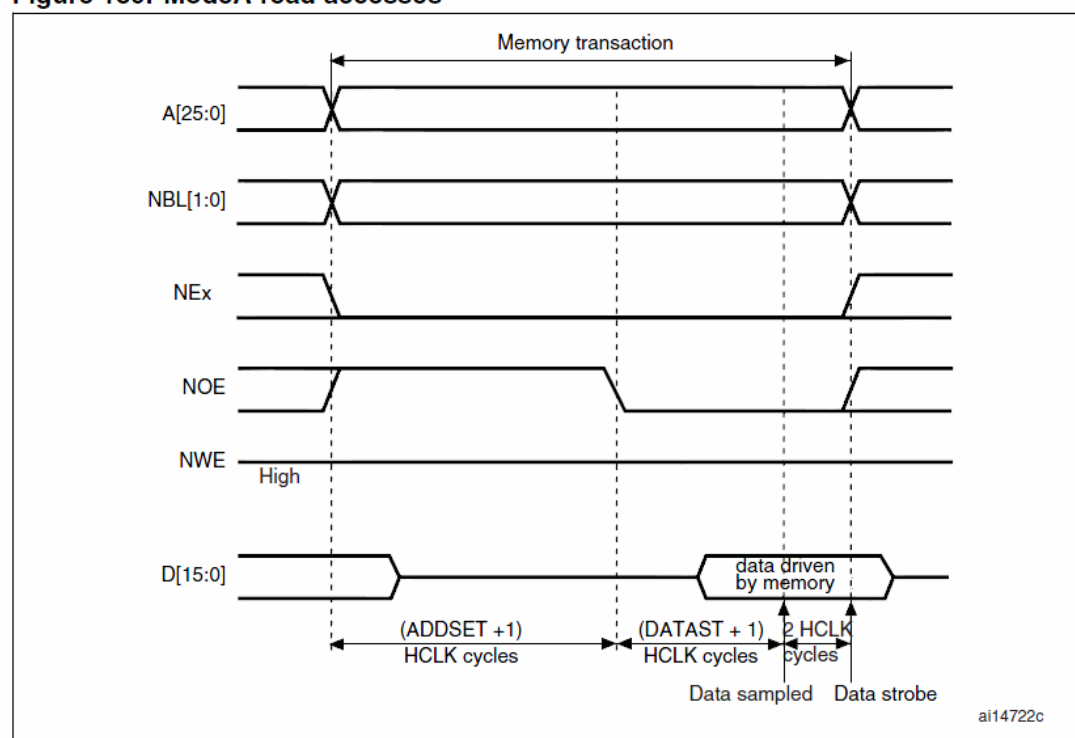 Memory transaction
A[25:0]
NBL[1:0]
NEx
NOE
NWE
High
D[15:0]
data driven
by memory
(ADDSET +1)
HCLK cycles
(DATAST + 1)
HCLK cycles
2 HCLK
cycles
Data sampled
Data strobe
ai14722c